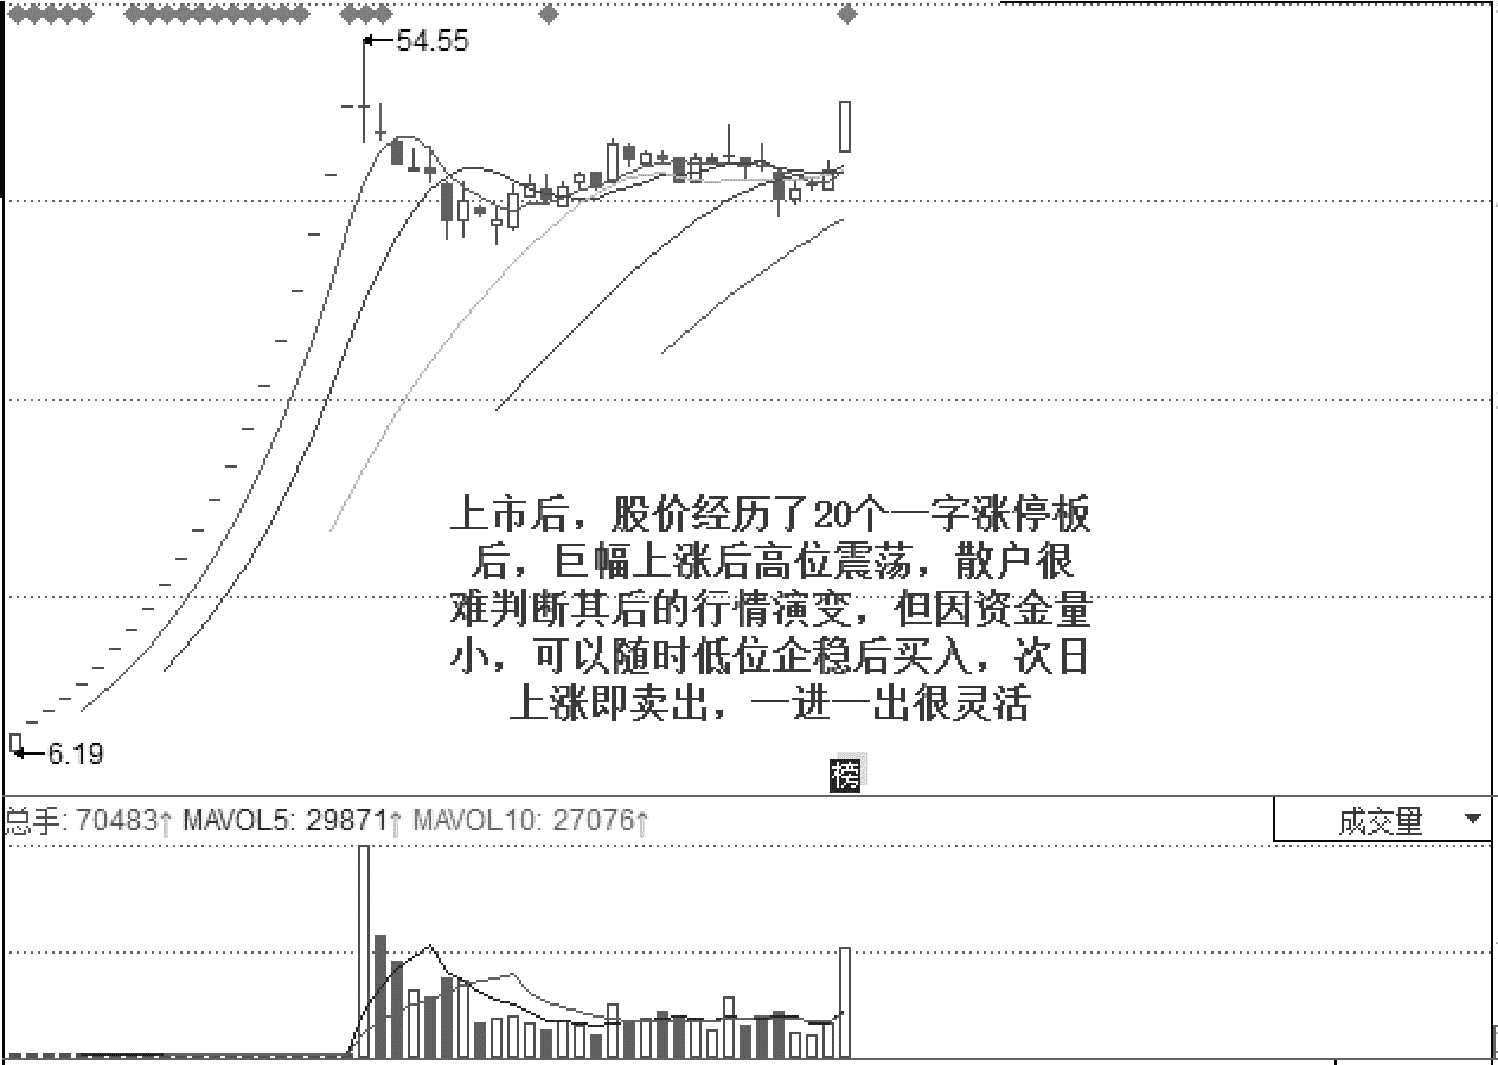 54.55
上市后，股价经历了20个一字涨停板
后，巨幅上涨后高位震荡，散户很
难判断其后的行情演变，但因资金量
小，可以随时低位企稳后买入，次日
上涨即卖出，一进一出很灵活
6.19
榜
总手: 70483↑ MAVOL5: 29871↑ MAVOL10: 27076↑
成交量